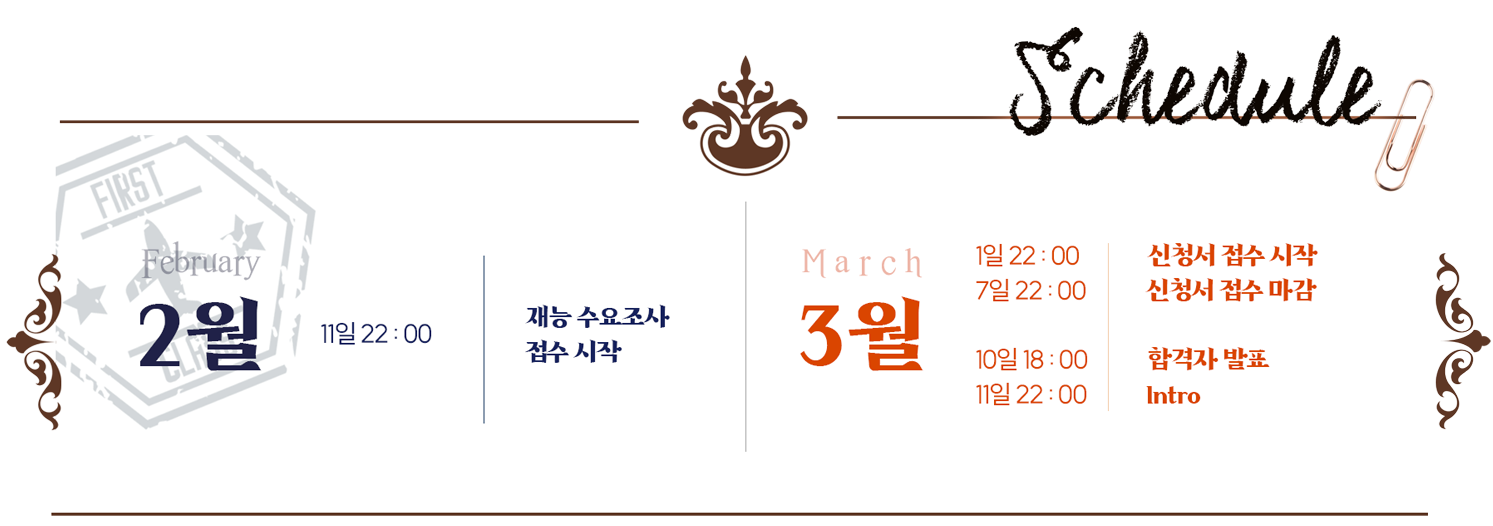 Schedule
FIRST
February
2월
CLASS
11일 22 : 00
재능 수요조사
접수 시작
March
3월
1일 22 : 00 신청서 접수 시작
7일 22 : 00 신청서 접수 마감
10일 18 : 00 합격자 발표
11일 22 : 00 Intro